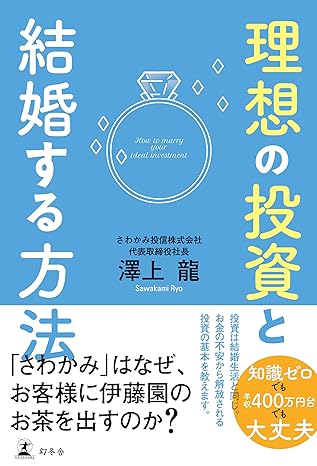 理想の投資と
結婚する方法
How to marry
your
ideal investment
さわかみ投信株式会社
代表取締役社長
澤上 龍
Sawakami Ryo
投資は結婚生活と同じ。
お金の不安から解放される
投資の基本を教えます。
知識ゼロ
でも
年収400万円台
でも
大丈夫
「さわかみ」はなぜ、
お客様に伊藤園の
お茶を出すのか?
幻冬舎